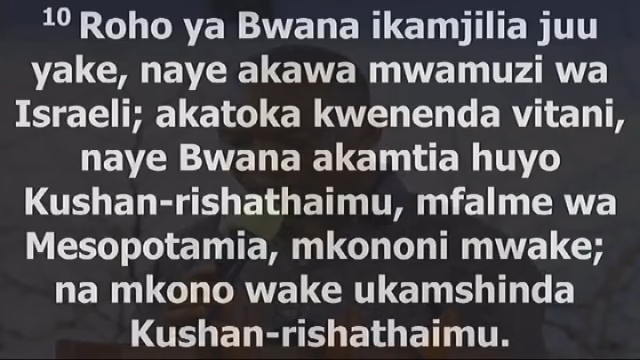 10 Roho ya Bwana ikamjilia juu
yake, naye akawa mwamuzi wa
Israeli; akatoka kwenenda vitani,
naye Bwana akamtia huyo
Kushan-rishathaimu, mfalme wa
Mesopotamia, mkononi mwake;
na mkono wake ukamshinda
Kushan-rishathaimu.